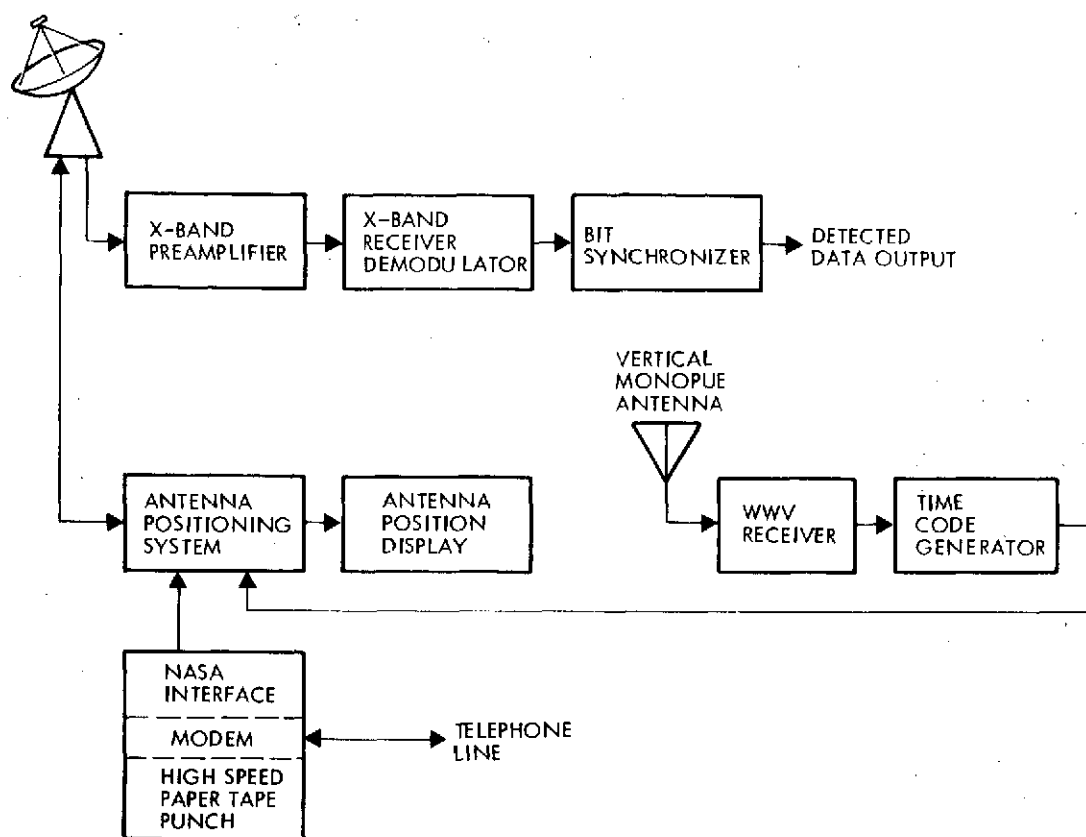 X-BAND
PREAMPLIFIER
X-BAND
RECEIVER
DEMODULATOR
BIT
SYNCHRONIZER
DETECTED
DATA OUTPUT
VERTICAL
MONOPUE
ANTENNA
ANTENNA
POSITIONING
SYSTEM
ANTENNA
POSITION
DISPLAY
WWV
RECEIVER
TIME
CODE
GENERATOR
NASA
INTERFACE
MODEM
HIGH SPEED
PAPER TAPE
PUNCH
TELEPHONE
LINE